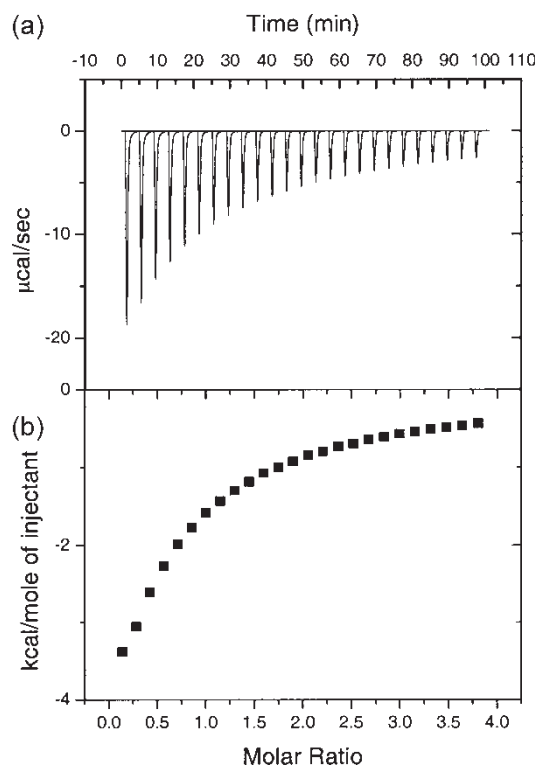 (a)
Time (min)
-10 0 10 20 30 40 50 60 70 80 90 100 110
0
-10
-20
µcal/sec
0
(b)
-2
-4
kcal/mole of injectant
0.0 0.5 1.0 1.5 2.0 2.5 3.0 3.5 4.0
Molar Ratio